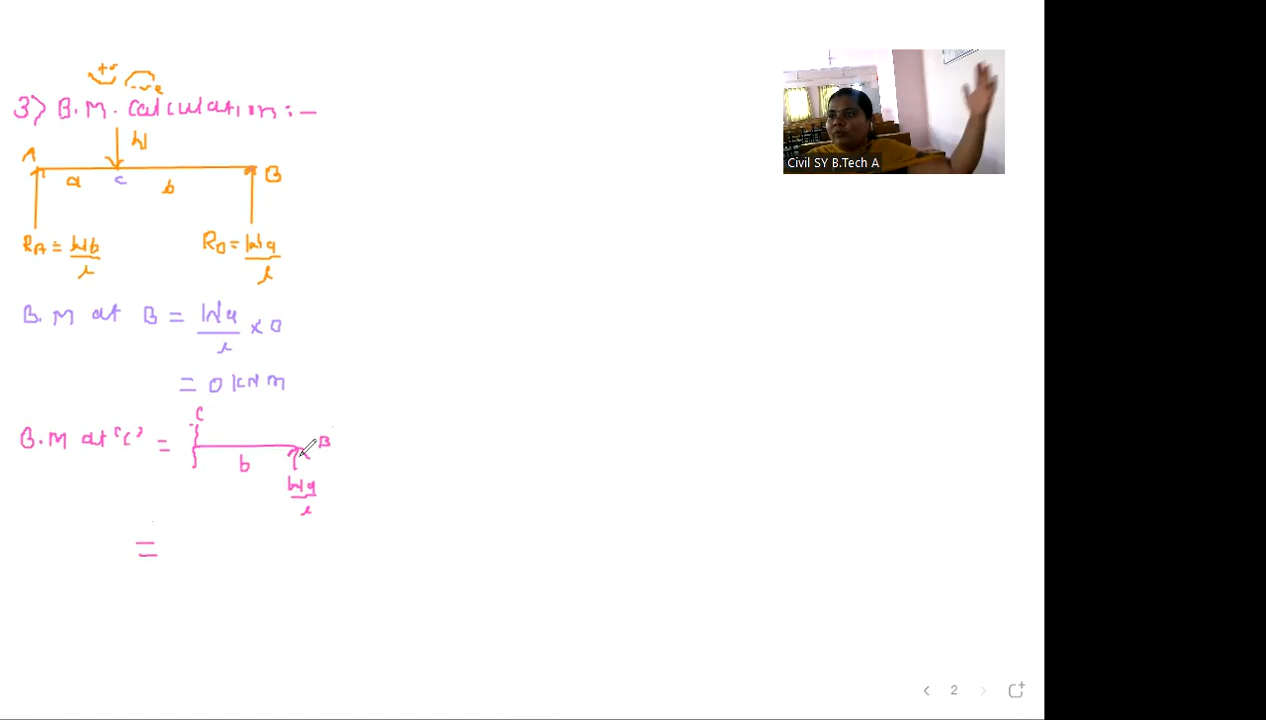 +ve -ve
3) B.M. Calculation:-
W
A B
a c b
RA = Wb/l RB = Wa/l
B.M at B = Wa/l × 0
= 0 kN m
C
B.M at 'C' = B
b
Wa/l
=
Civil SY B.Tech A
2